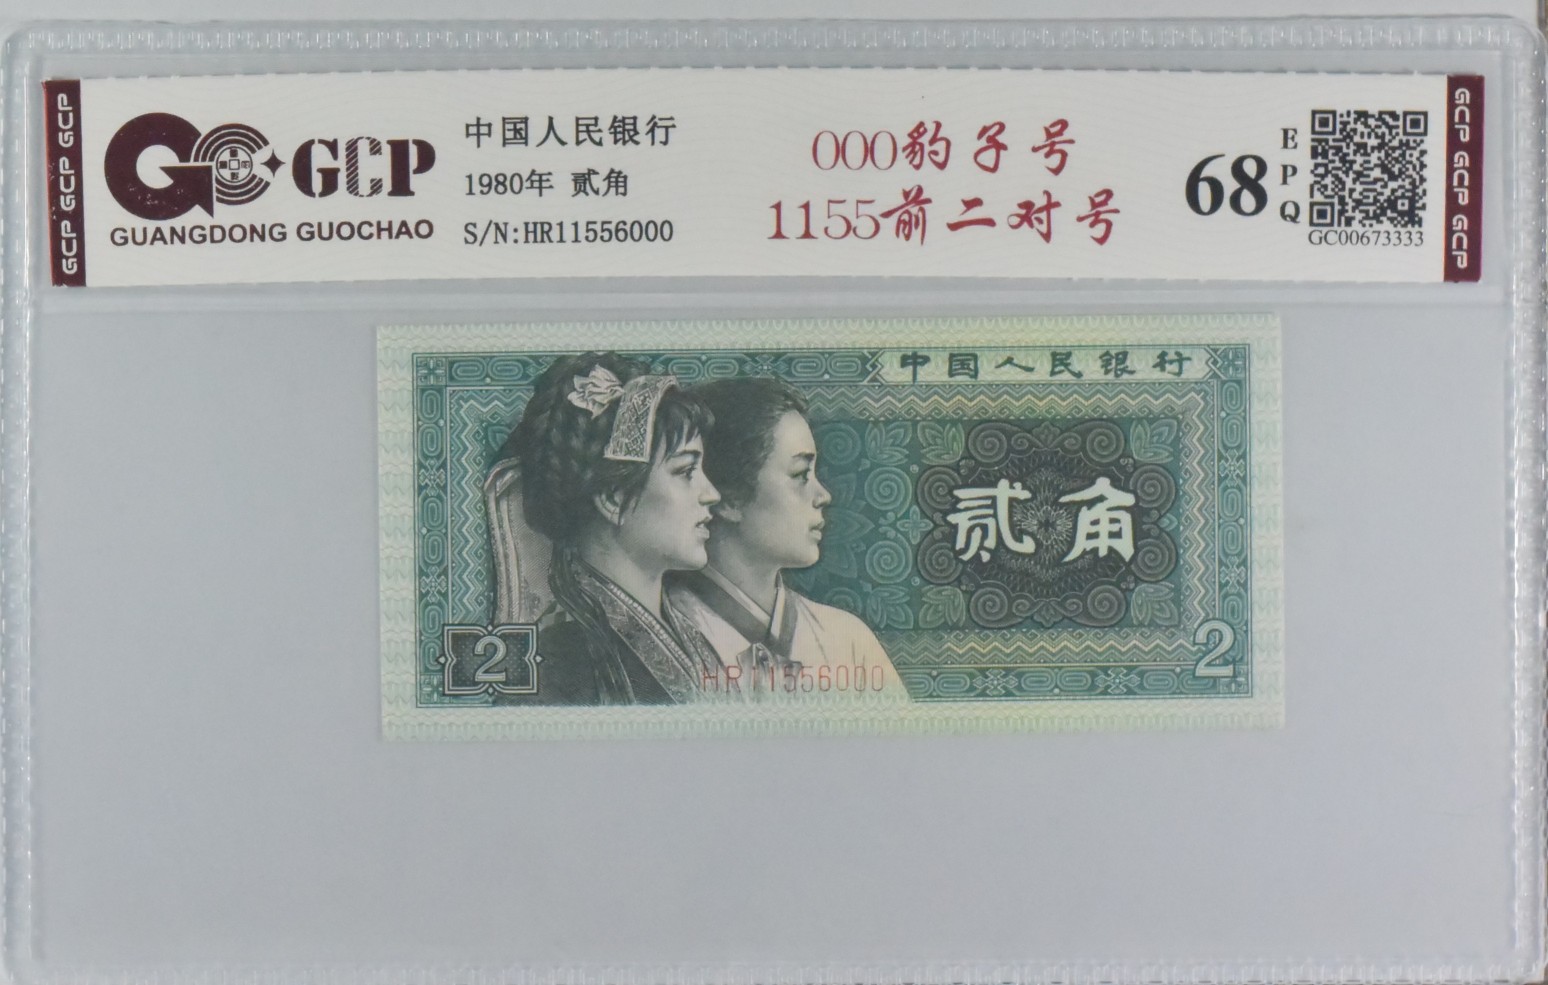 GCP GCP GCP
GCP
GUANGDONG GUOCHAO
中国人民银行
1980年 贰角
S/N:HR11556000
000豹子号
1155前二对号
68
EPQ
GC00673333
GCP GCP GCP
中国人民银行
贰角
2
2
HR11556000